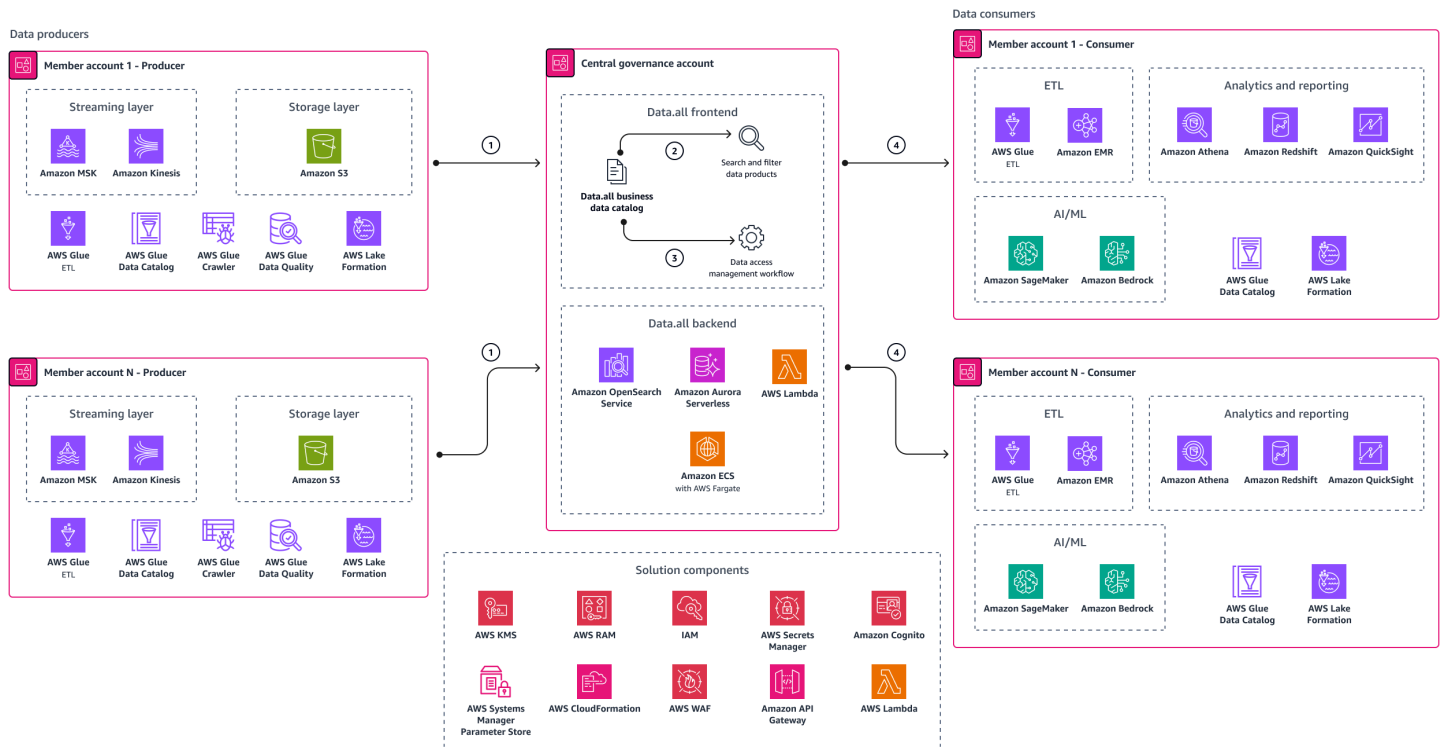 Data producers
Member account 1 - Producer
Streaming layer
Amazon MSK
Amazon Kinesis
Storage layer
Amazon S3
AWS Glue
ETL
AWS Glue
Data Catalog
AWS Glue
Crawler
AWS Glue
Data Quality
AWS Lake
Formation
Member account N - Producer
Streaming layer
Amazon MSK
Amazon Kinesis
Storage layer
Amazon S3
AWS Glue
ETL
AWS Glue
Data Catalog
AWS Glue
Crawler
AWS Glue
Data Quality
AWS Lake
Formation
1
1
Central governance account
Data.all frontend
Data.all business
data catalog
2
Search and filter
data products
3
Data access
management workflow
Data.all backend
Amazon OpenSearch
Service
Amazon Aurora
Serverless
AWS Lambda
Amazon ECS
with AWS Fargate
4
4
Data consumers
Member account 1 - Consumer
ETL
AWS Glue
ETL
Amazon EMR
Analytics and reporting
Amazon Athena
Amazon Redshift
Amazon QuickSight
AI/ML
Amazon SageMaker
Amazon Bedrock
AWS Glue
Data Catalog
AWS Lake
Formation
Member account N - Consumer
ETL
AWS Glue
ETL
Amazon EMR
Analytics and reporting
Amazon Athena
Amazon Redshift
Amazon QuickSight
AI/ML
Amazon SageMaker
Amazon Bedrock
AWS Glue
Data Catalog
AWS Lake
Formation
Solution components
AWS KMS
AWS RAM
IAM
AWS Secrets
Manager
Amazon Cognito
AWS Systems
Manager
Parameter Store
AWS CloudFormation
AWS WAF
Amazon API
Gateway
AWS Lambda